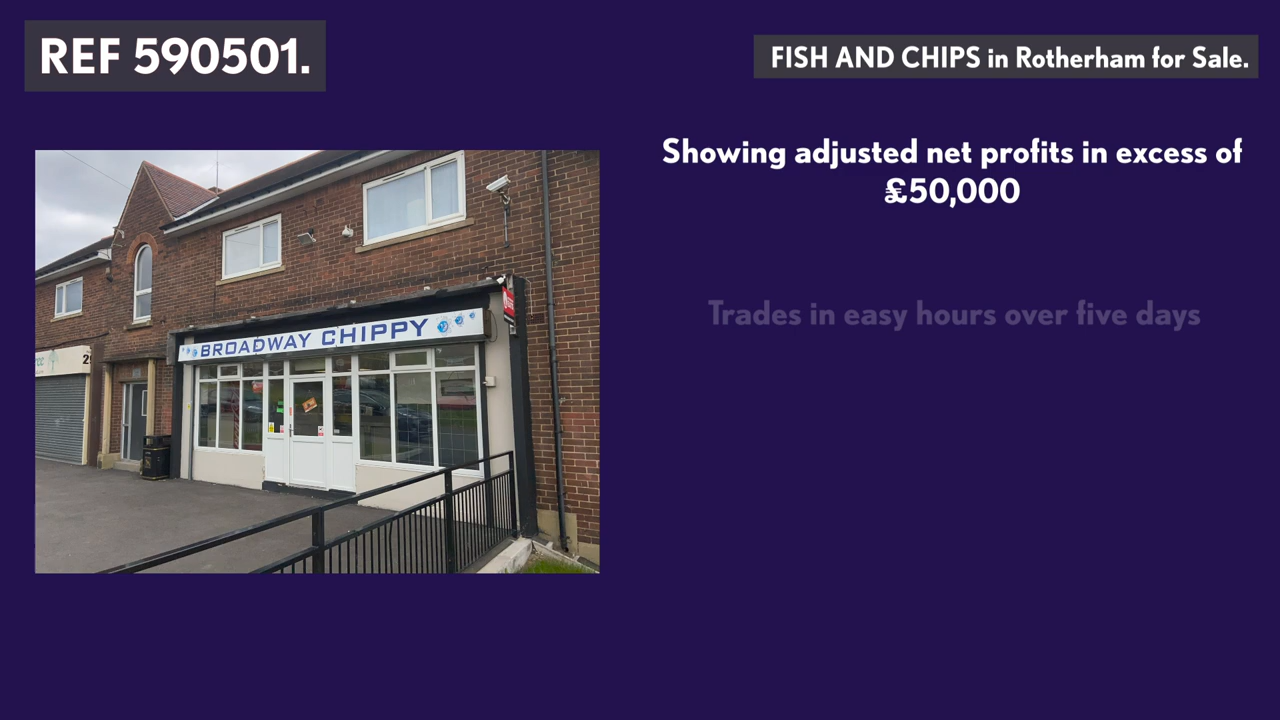 REF 590501.
FISH AND CHIPS in Rotherham for Sale.
Showing adjusted net profits in excess of
£50,000
Trades in easy hours over five days
BROADWAY CHIPPY
2